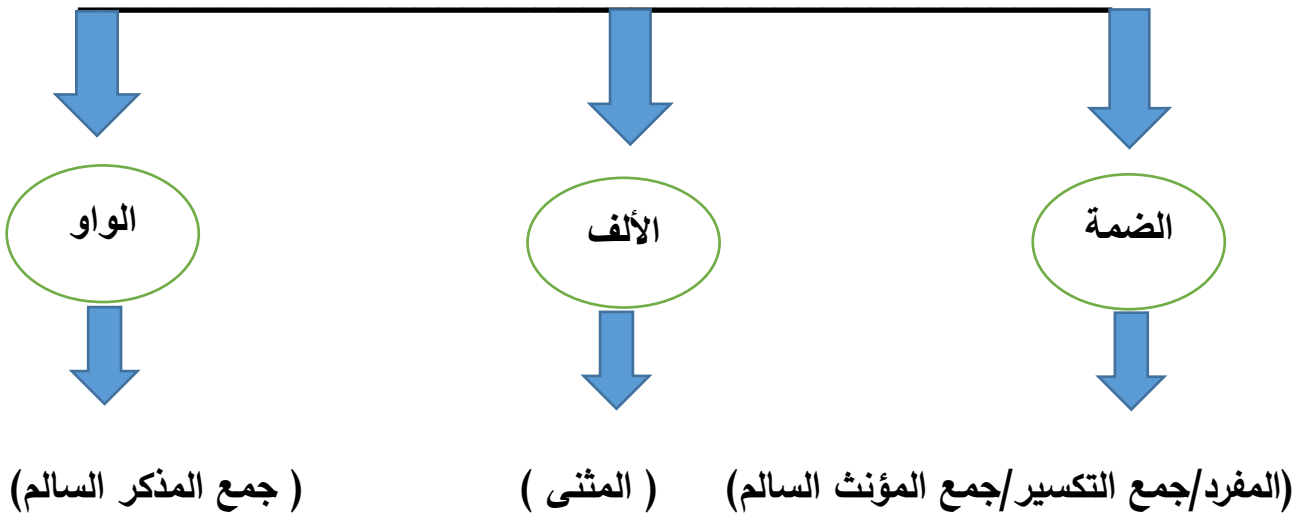 الضمة
الألف
الواو
(المفرد/جمع التكسير/جمع المؤنث السالم)
( المثنى )
( جمع المذكر السالم)